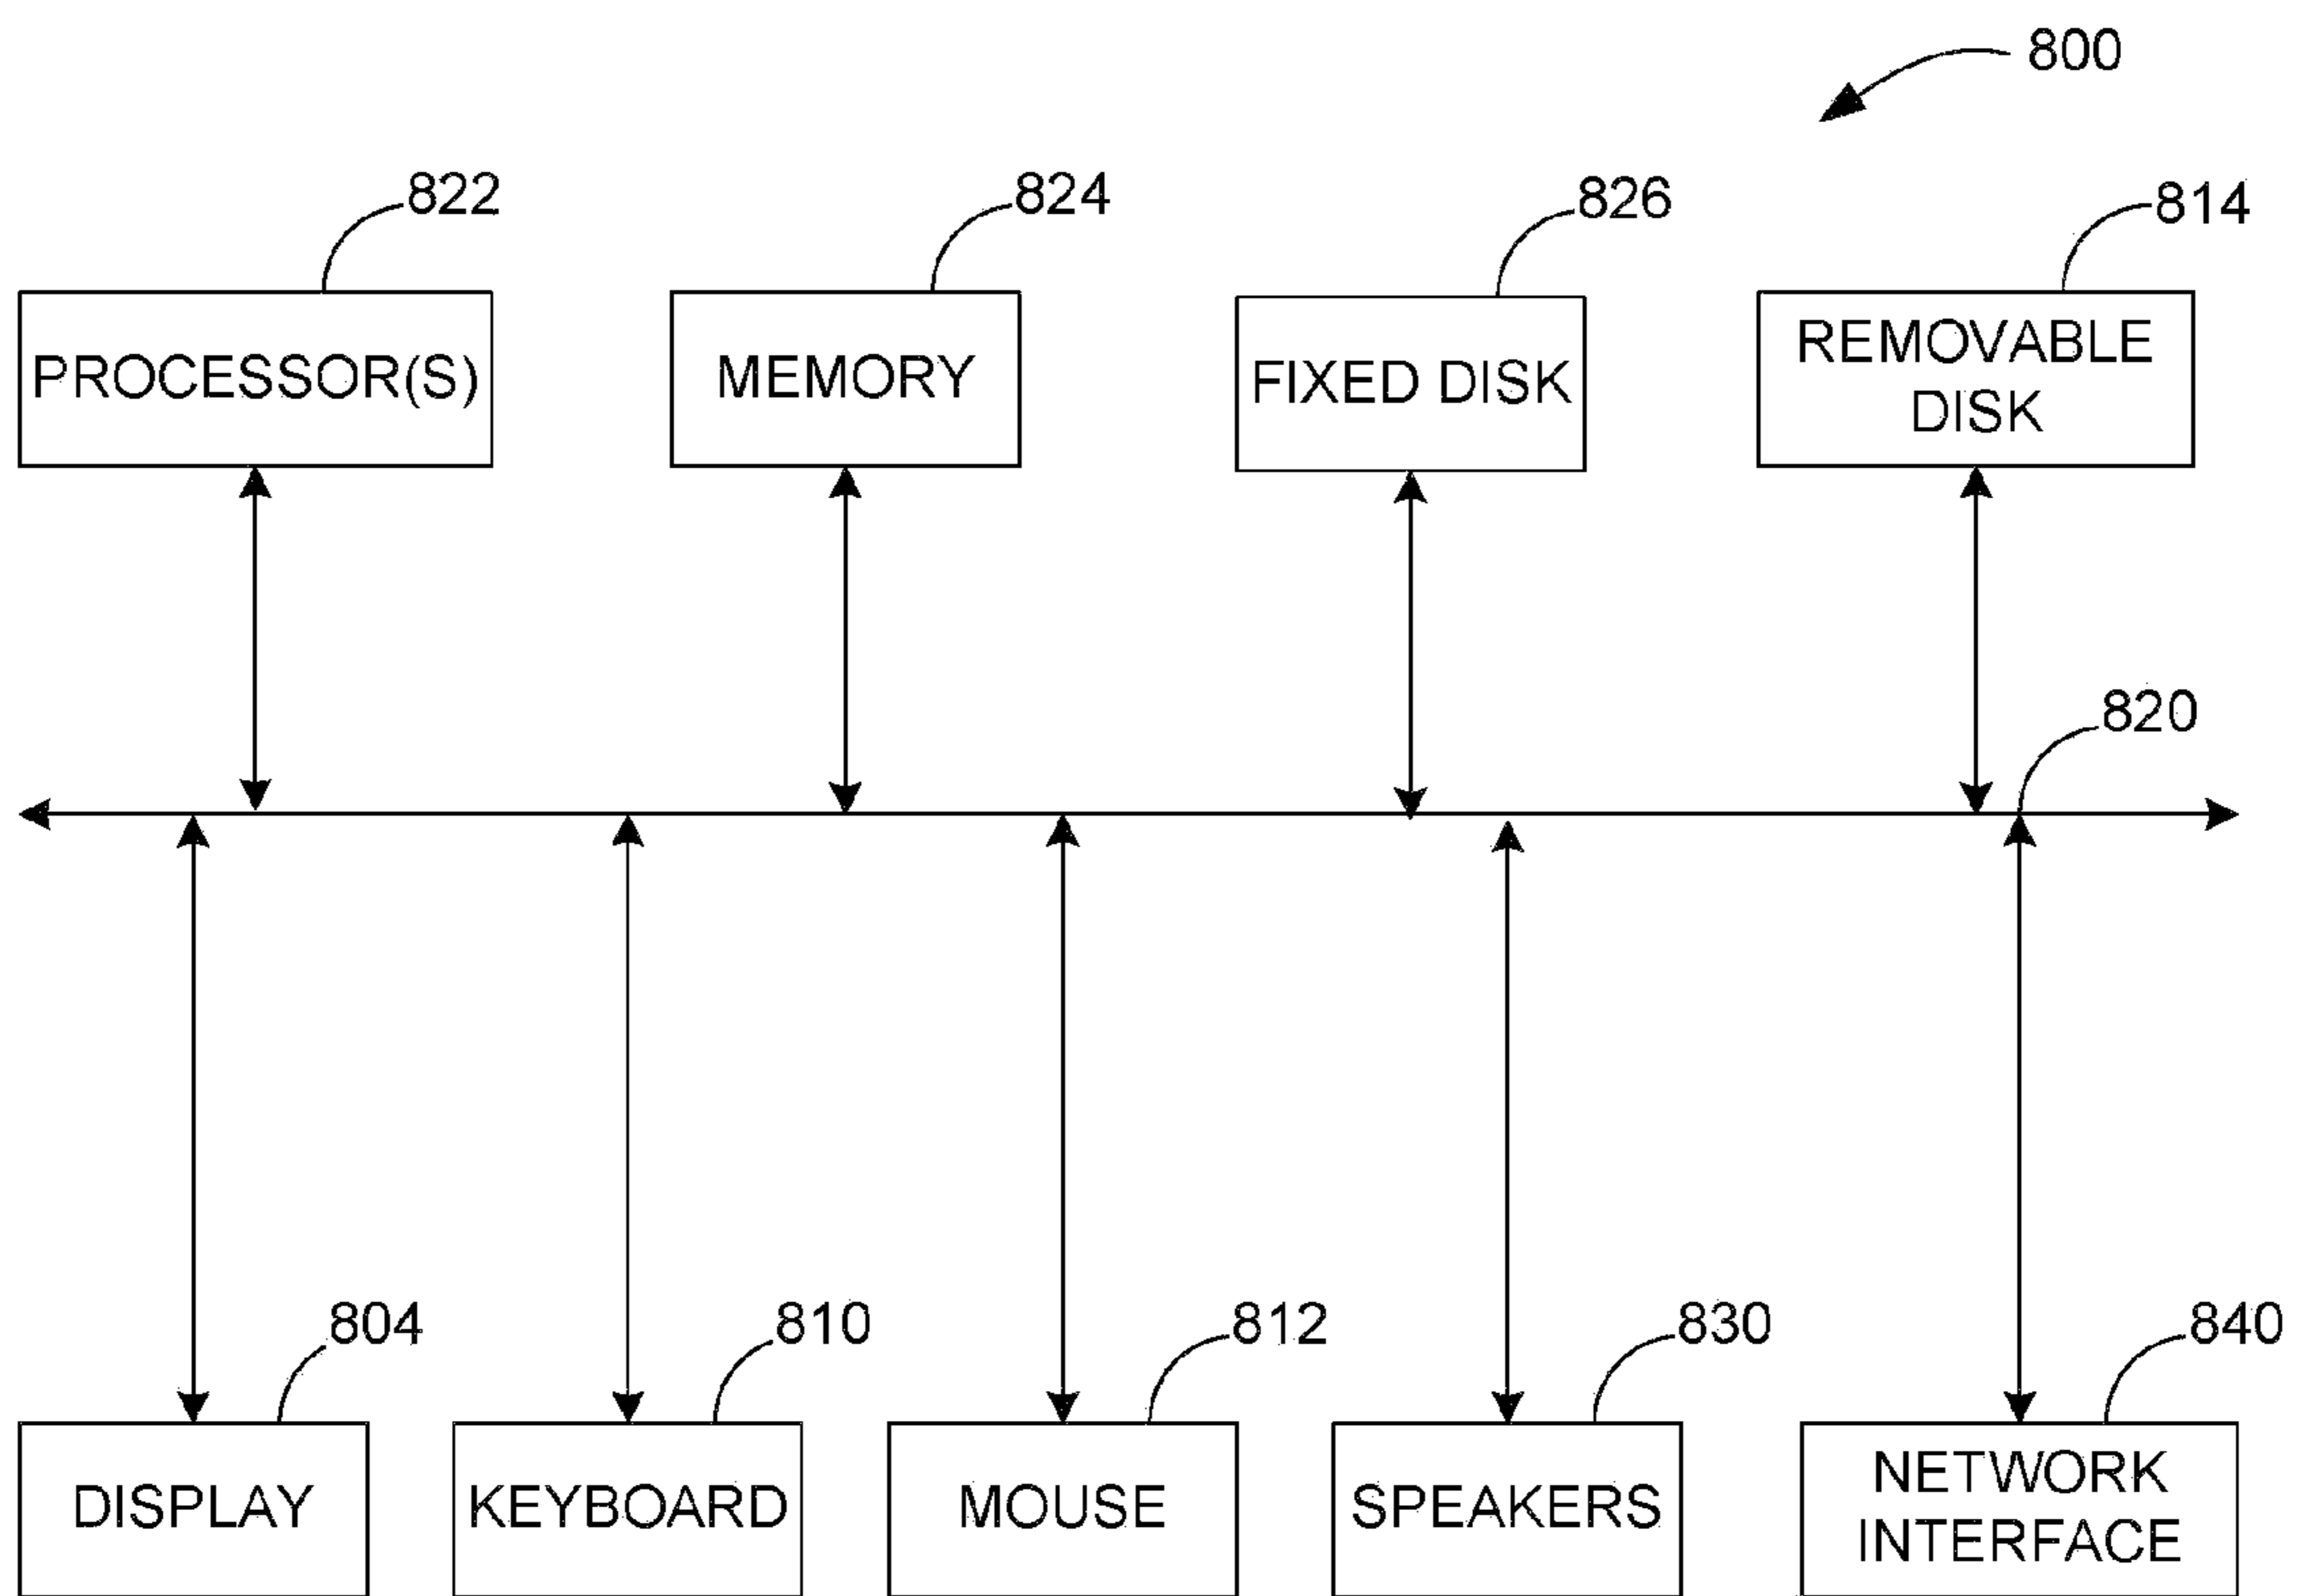 800
822
824
826
814
PROCESSOR(S)
MEMORY
FIXED DISK
REMOVABLE
DISK
820
804
810
812
830
840
DISPLAY
KEYBOARD
MOUSE
SPEAKERS
NETWORK
INTERFACE